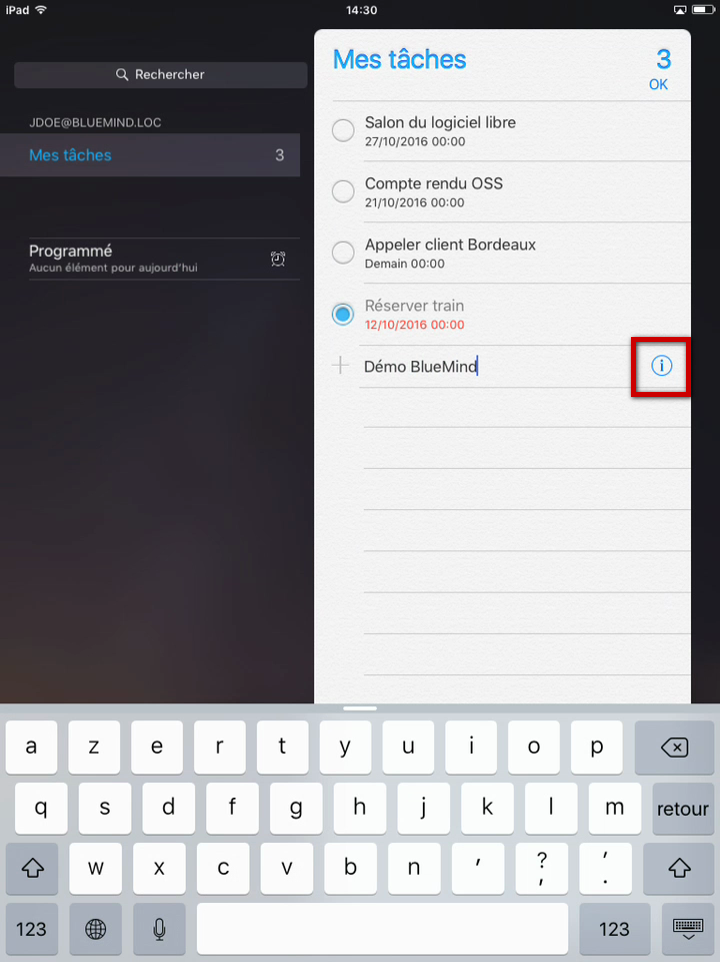 iPad
14:30
Rechercher
JDOE@BLUEMIND.LOC
Mes tâches 3
Programmé
Aucun élément pour aujourd'hui
Mes tâches 3
OK
Salon du logiciel libre
27/10/2016 00:00
Compte rendu OSS
21/10/2016 00:00
Appeler client Bordeaux
Demain 00:00
Réserver train
12/10/2016 00:00
Démo BlueMind
a z e r t y u i o p
q s d f g h j k l m retour
w x c v b n ' ? , ' .
123 123